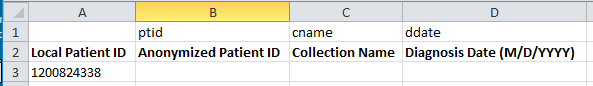 A B C D
1 ptid cname ddate
2 Local Patient ID Anonymized Patient ID Collection Name Diagnosis Date (M/D/YYYY)
3 1200824338